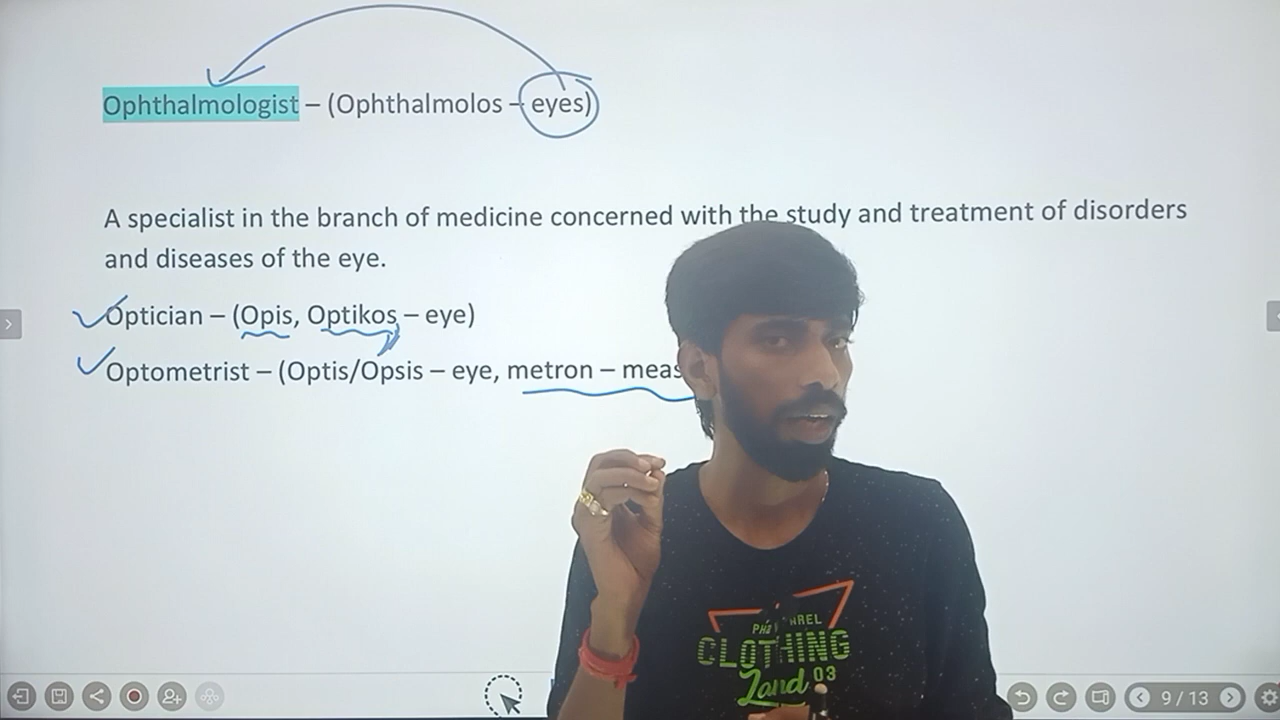 Ophthalmologist – (Ophthalmolos – eyes)
A specialist in the branch of medicine concerned with the study and treatment of disorders
and diseases of the eye.
Optician – (Opis, Optikos – eye)
Optometrist – (Optis/Opsis – eye, metron –
CLOTHING
Land 03
9 / 13